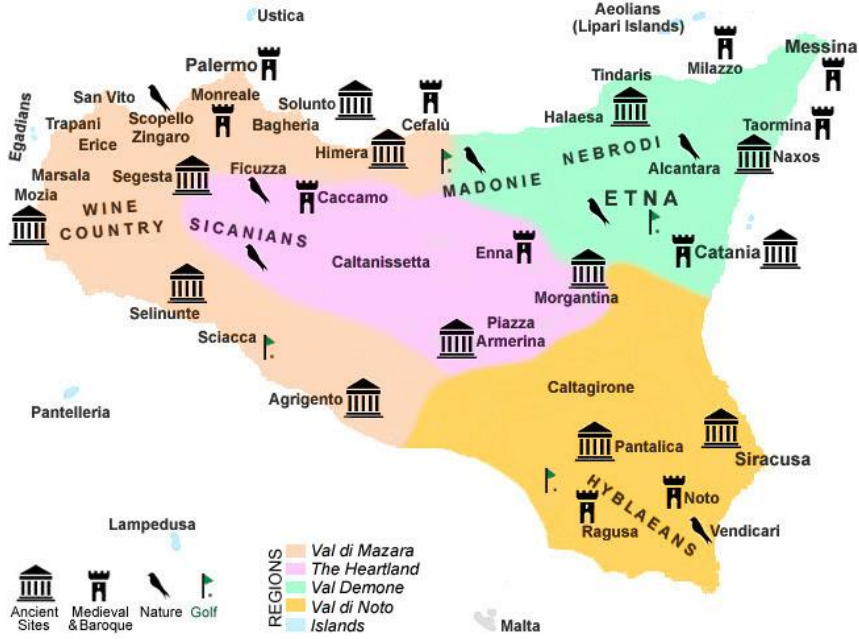 Ustica
Aeolians
(Lipari Islands)
Messina
Milazzo
Palermo
Tindaris
San Vito
Monreale
Solunto
Cefalù
Halaesa
Taormina
Egadians
Trapani
Scopello
Zingaro
Bagheria
Erice
Himera
NEBRODI
Alcantara
Naxos
Marsala
Segesta
Ficuzza
MADONIE
Mozia
Caccamo
ETNA
WINE
COUNTRY
SICANIANS
Caltanissetta
Enna
Catania
Selinunte
Morgantina
Sciacca
Piazza
Armerina
Pantelleria
Agrigento
Caltagirone
Pantalica
Siracusa
HYBLAEANS
Noto
Ragusa
Vendicari
Lampedusa
Ancient
Sites
Medieval
& Baroque
Nature
Golf
REGIONS
Val di Mazara
The Heartland
Val Demone
Val di Noto
Islands
Malta